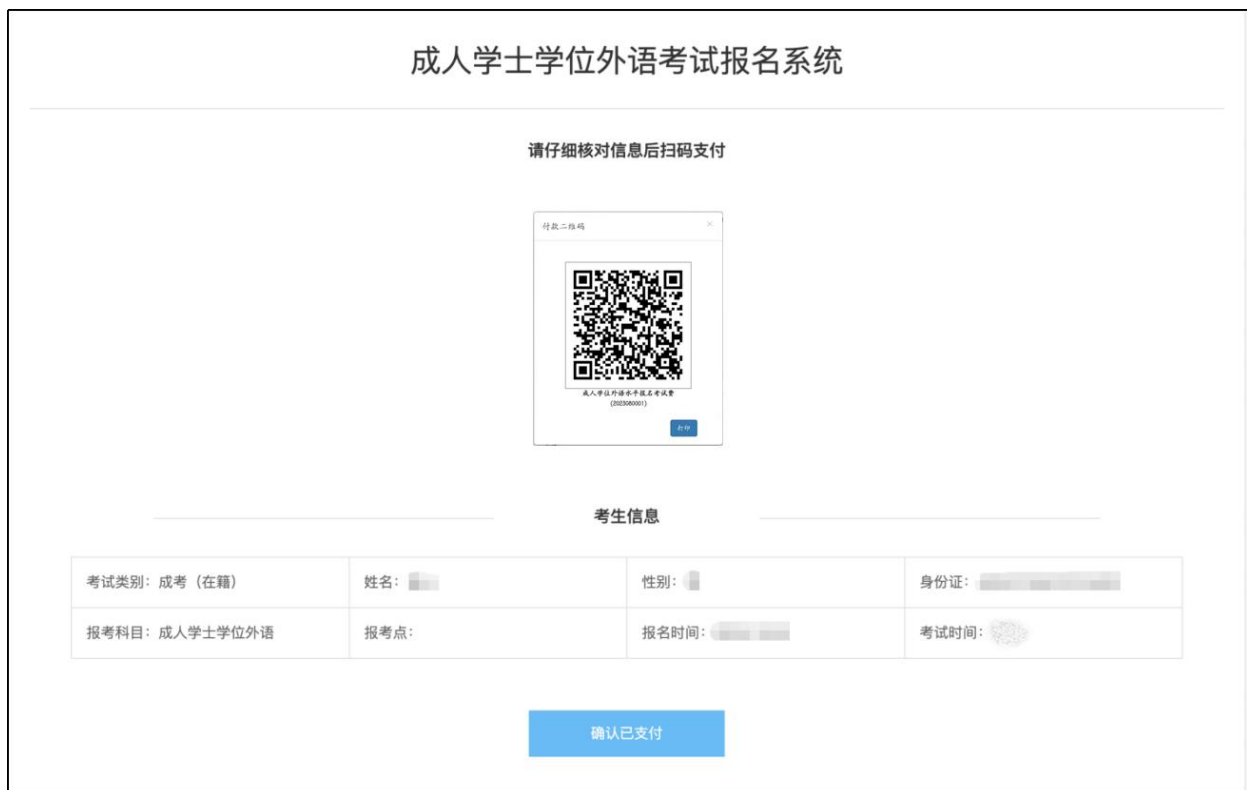 成人学士学位外语考试报名系统
请仔细核对信息后扫码支付
付款二维码 ×
成人学位外语水平报名考试费
(2023080001)
打印
考生信息
考试类别：成考（在籍） 姓名： 性别： 身份证：
报考科目：成人学士学位外语 报考点： 报名时间： 考试时间：
确认已支付